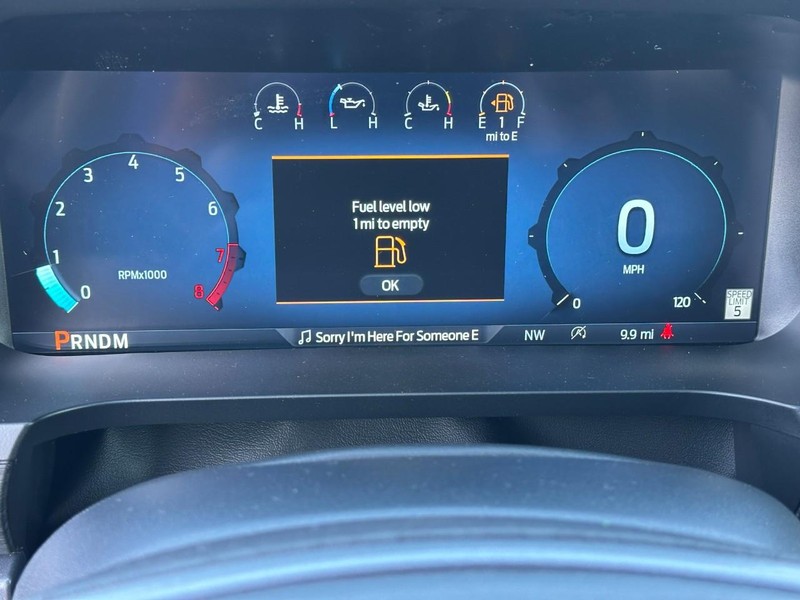 C H
L H
C H
E 1 F
mi to E
0 1 2 3 4 5 6 7 8
RPMx1000
Fuel level low
1 mi to empty
OK
0
MPH
0 120
SPEED
LIMIT
5
PRNDM
Sorry I'm Here For Someone E
NW
9.9 mi